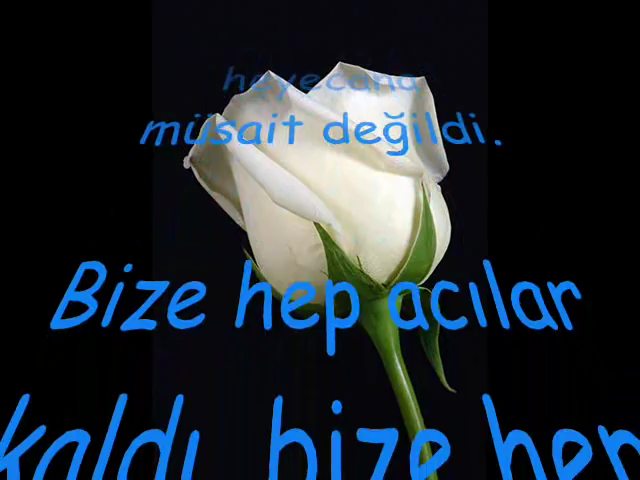 heyecana
müsait değildi.
Bize hep acılar
kaldı, bize hep